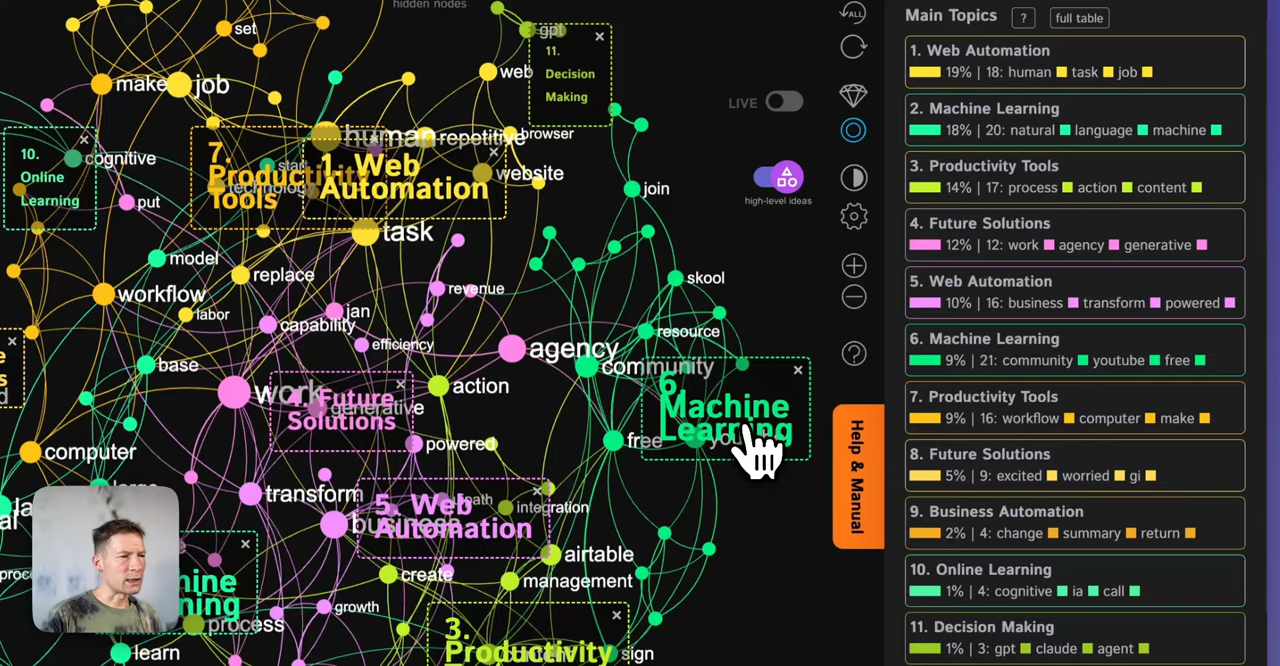 hidden nodes
set
gpt
11.
Decision
Making
make
job
web
LIVE
human
repetitive
browser
10.
Online
Learning
cognitive
7.
Productivity
Tools
start
technology
1. Web
Automation
website
put
join
high-level ideas
task
model
replace
skool
workflow
labor
revenue
jan
capability
efficiency
resource
agency
community
base
action
work
4. Future
Solutions
generative
6.
Machine
Learning
free
powered
computer
transform
5. Web
Automation
business
integration
airtable
create
management
growth
process
3.
Productivity
learn
sign
ALL
Help & Manual
Main Topics
?
full table
1. Web Automation
19% | 18: human task job
2. Machine Learning
18% | 20: natural language machine
3. Productivity Tools
14% | 17: process action content
4. Future Solutions
12% | 12: work agency generative
5. Web Automation
10% | 16: business transform powered
6. Machine Learning
9% | 21: community youtube free
7. Productivity Tools
9% | 16: workflow computer make
8. Future Solutions
5% | 9: excited worried gi
9. Business Automation
2% | 4: change summary return
10. Online Learning
1% | 4: cognitive ia call
11. Decision Making
1% | 3: gpt claude agent